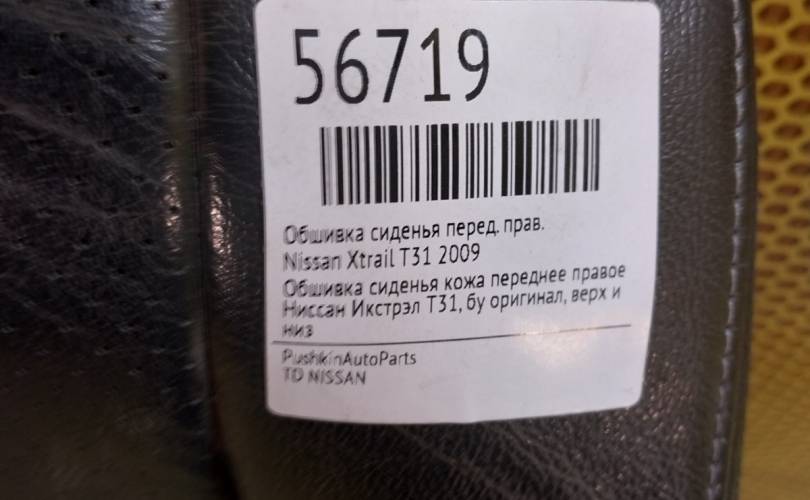 56719
Обшивка сиденья перед. прав.
Nissan Xtrail T31 2009
Обшивка сиденья кожа переднее правое
Ниссан Икстрэл Т31, бу оригинал, верх и
низ
PushkinAutoParts
TD NISSAN